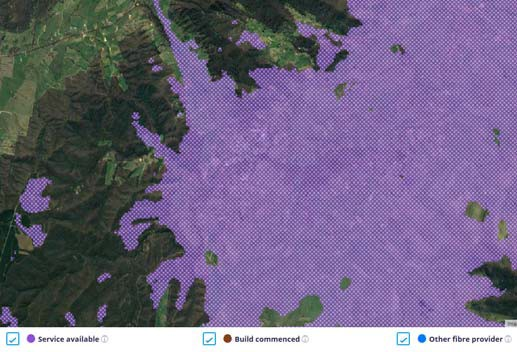 Service available
Build commenced
Other fibre provider